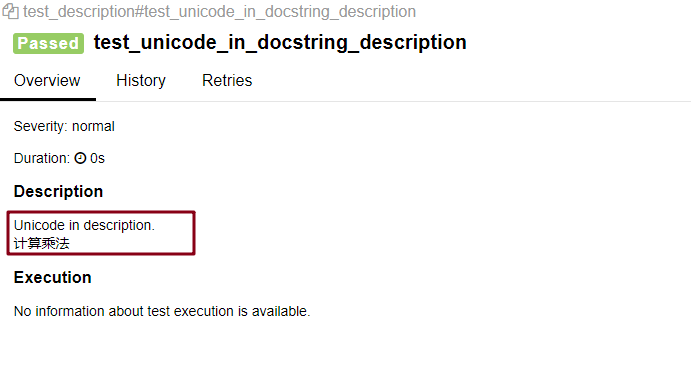 test_description#test_unicode_in_docstring_description
Passed test_unicode_in_docstring_description
Overview History Retries
Severity: normal
Duration: 0s
Description
Unicode in description.
计算乘法
Execution
No information about test execution is available.